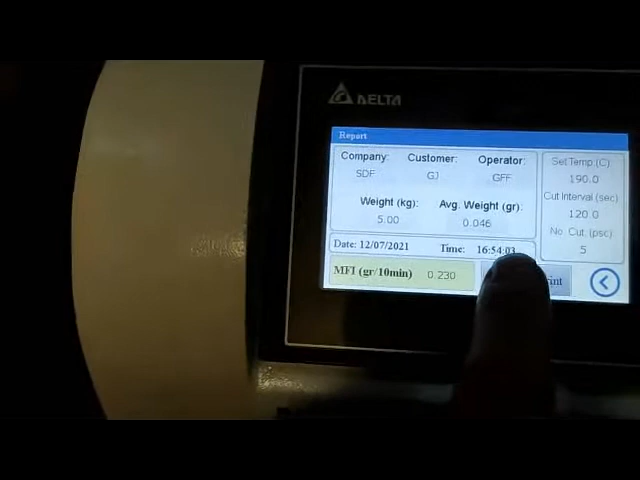 DELTA
Report
Company: Customer: Operator:
SDF GJ GFF
Weight (kg): Avg. Weight (gr):
5.00 0.046
Date: 12/07/2021 Time: 16:54:03
MFI (gr/10min) 0.230
Set Temp.(C)
190.0
Cut Interval (sec)
120.0
No. Cut. (psc)
5